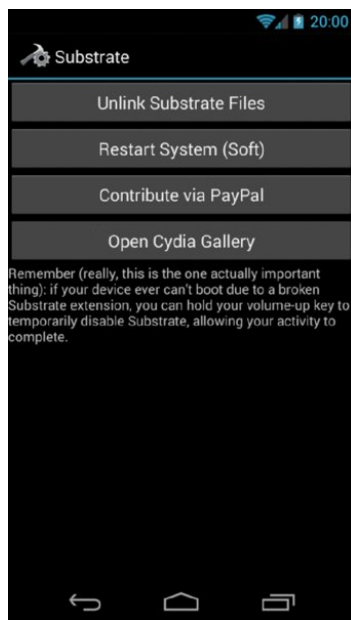 20:00
Substrate
Unlink Substrate Files
Restart System (Soft)
Contribute via PayPal
Open Cydia Gallery
Remember (really, this is the one actually important
thing): if your device ever can't boot due to a broken
Substrate extension, you can hold your volume-up key to
temporarily disable Substrate, allowing your activity to
complete.